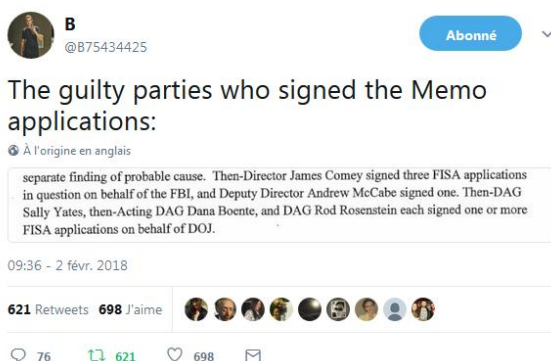 B
@B75434425
Abonné
The guilty parties who signed the Memo
applications:
À l'origine en anglais
separate finding of probable cause. Then-Director James Comey signed three FISA applications
in question on behalf of the FBI, and Deputy Director Andrew McCabe signed one. Then-DAG
Sally Yates, then-Acting DAG Dana Boente, and DAG Rod Rosenstein each signed one or more
FISA applications on behalf of DOJ.
09:36 - 2 févr. 2018
621 Retweets 698 J'aime
76 621 698